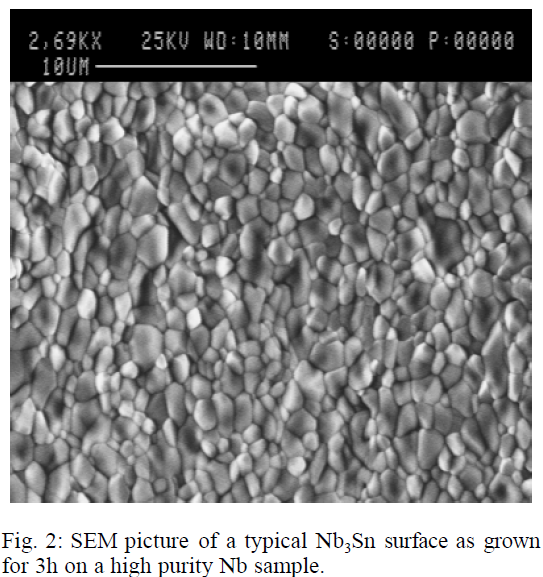 2,69KX 25KV WD:10MM S:00000 P:00000
10UM
Fig. 2: SEM picture of a typical Nb₃Sn surface as grown
for 3h on a high purity Nb sample.